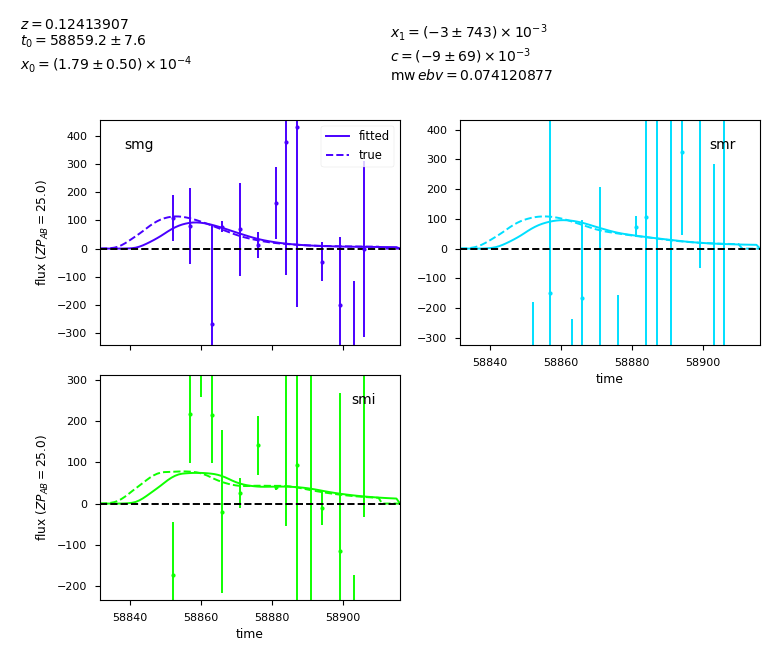 z = 0.12413907
t₀ = 58859.2 ± 7.6
x₀ = (1.79 ± 0.50) × 10⁻⁴
x₁ = (−3 ± 743) × 10⁻³
c = (−9 ± 69) × 10⁻³
mw ebv = 0.074120877
smg
fitted
true
400
300
200
100
0
−100
−200
−300
flux (ZP_AB = 25.0)
smr
400
300
200
100
0
−100
−200
−300
58840 58860 58880 58900
time
smi
300
200
100
0
−100
−200
flux (ZP_AB = 25.0)
58840 58860 58880 58900
time